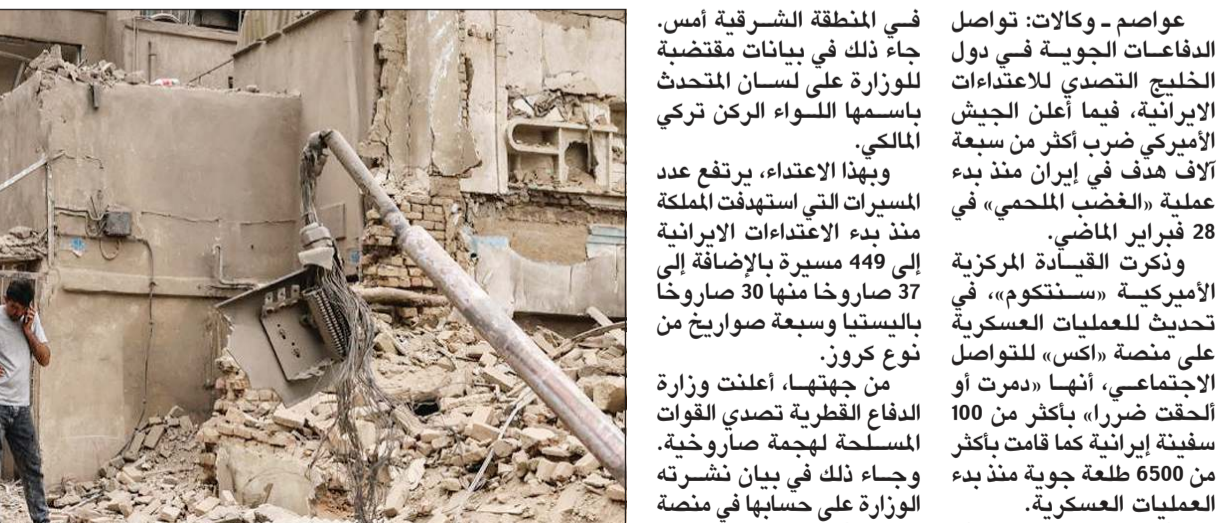 عواصم ـ وكالات: تواصل
الدفاعات الجوية في دول
الخليج التصدي للاعتداءات
الايرانية، فيما أعلن الجيش
الأميركي ضرب أكثر من سبعة
آلاف هدف في إيران منذ بدء
عملية «الغضب الملحمي» في
28 فبراير الماضي.
وذكرت القيادة المركزية
الأميركية «سنتكوم»، في
تحديث للعمليات العسكرية
على منصة «اكس» للتواصل
الاجتماعي، أنها «دمرت أو
ألحقت ضررا» بأكثر من 100
سفينة إيرانية كما قامت بأكثر
من 6500 طلعة جوية منذ بدء
العمليات العسكرية.
في المنطقة الشرقية أمس.
جاء ذلك في بيانات مقتضبة
للوزارة على لسان المتحدث
باسمها اللواء الركن تركي
المالكي.
وبهذا الاعتداء، يرتفع عدد
المسيرات التي استهدفت المملكة
منذ بدء الاعتداءات الايرانية
إلى 449 مسيرة بالإضافة إلى
37 صاروخا منها 30 صاروخا
باليستيا وسبعة صواريخ من
نوع كروز.
من جهتها، أعلنت وزارة
الدفاع القطرية تصدي القوات
المسلحة لهجمة صاروخية.
وجاء ذلك في بيان نشرته
الوزارة على حسابها في منصة